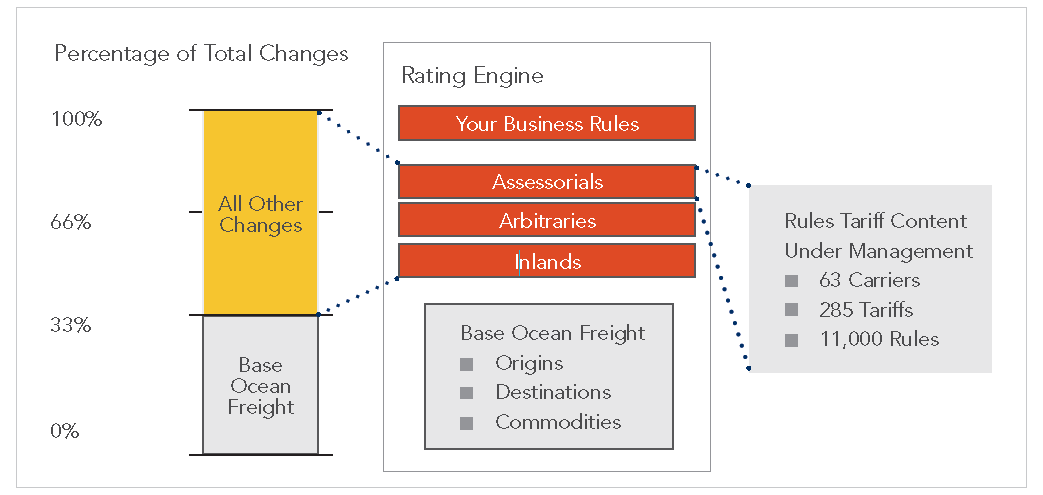 Percentage of Total Changes
100%
66%
33%
0%
All Other
Changes
Base
Ocean
Freight
Rating Engine
Your Business Rules
Assessorials
Arbitraries
Inlands
Base Ocean Freight
Origins
Destinations
Commodities
Rules Tariff Content
Under Management
63 Carriers
285 Tariffs
11,000 Rules